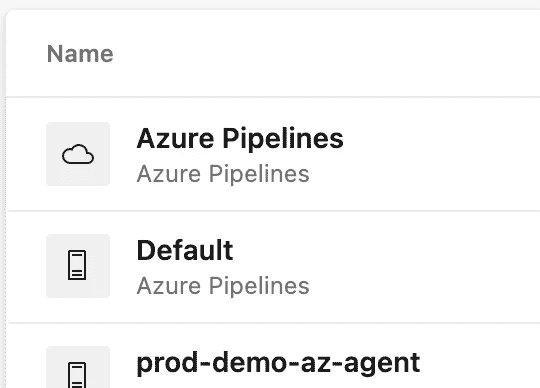 Name
Azure Pipelines
Azure Pipelines
Default
Azure Pipelines
prod-demo-az-agent